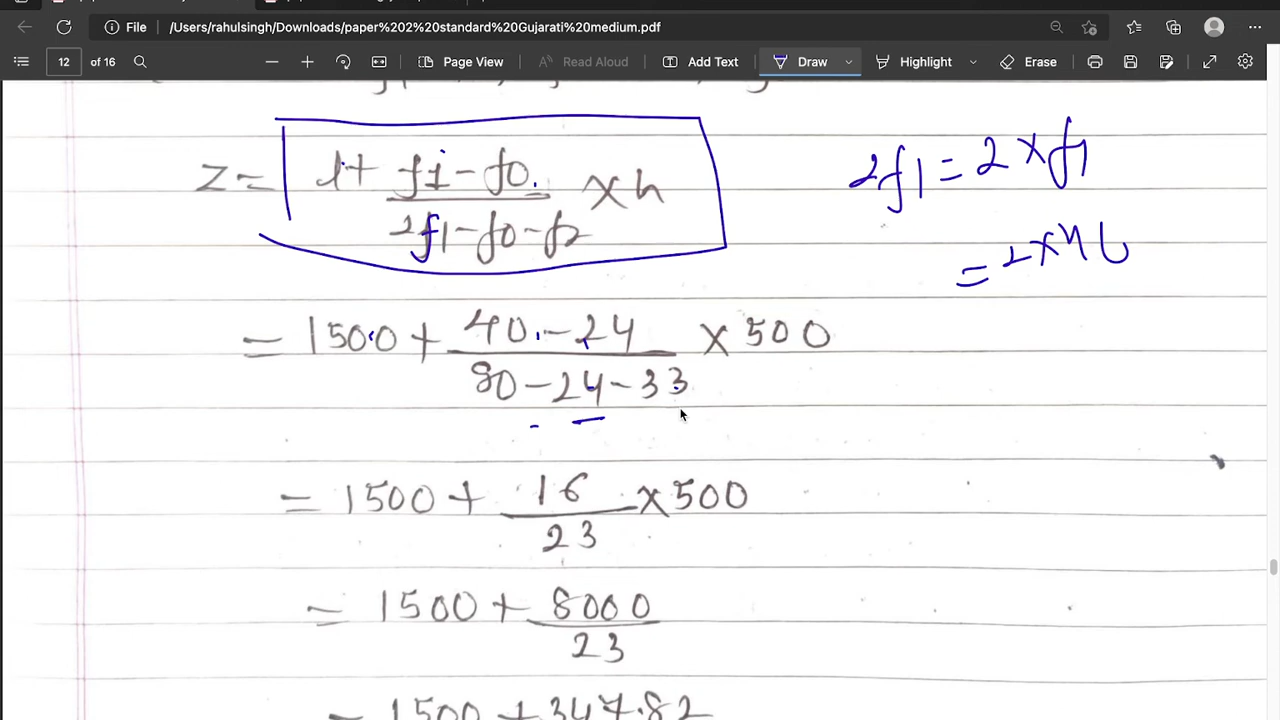 File /Users/rahulsingh/Downloads/paper%202%20standard%20Gujarati%20medium.pdf
12 of 16 Page View Read Aloud Add Text Draw Highlight Erase
Z = l + f1 - f0 / 2f1 - f0 - f2 × h
2f1 = 2 × f1
= 2 × 40
= 1500 + 40 - 24 / 80 - 24 - 33 × 500
= 1500 + 16 / 23 × 500
= 1500 + 8000 / 23
= 1500 + 347.82